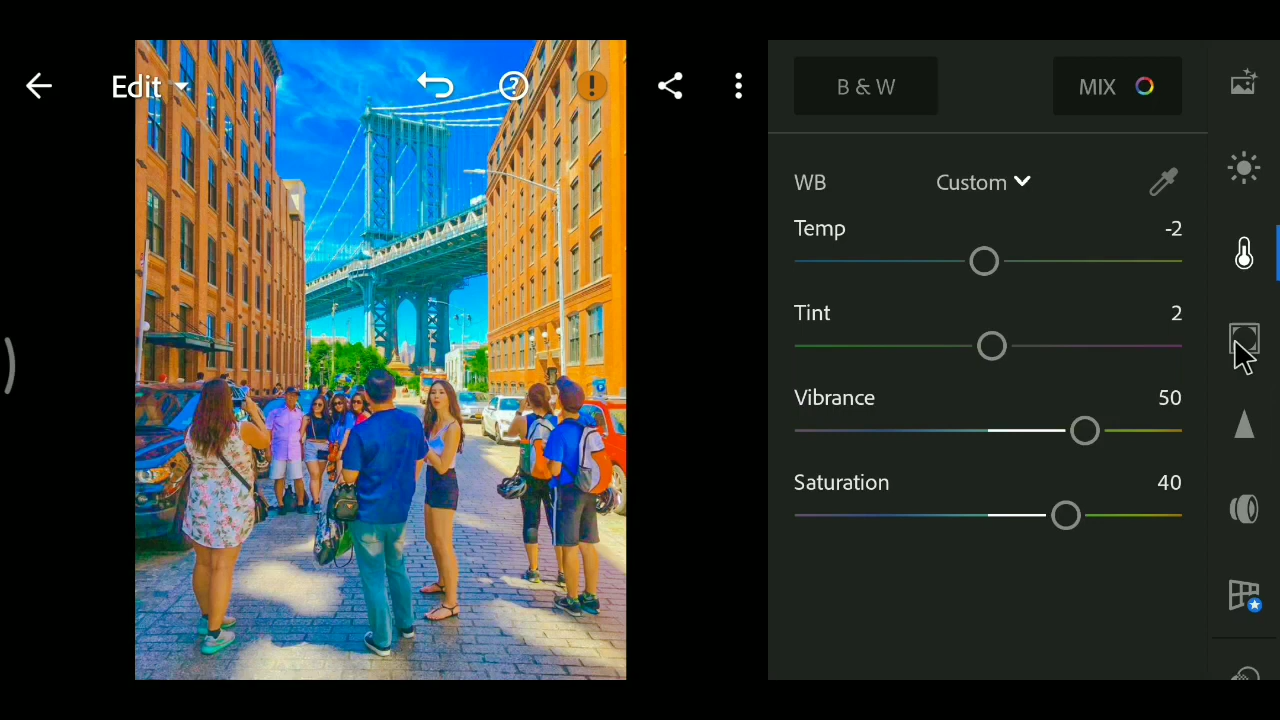 Edit
B & W
MIX
WB
Custom
Temp
-2
Tint
2
Vibrance
50
Saturation
40